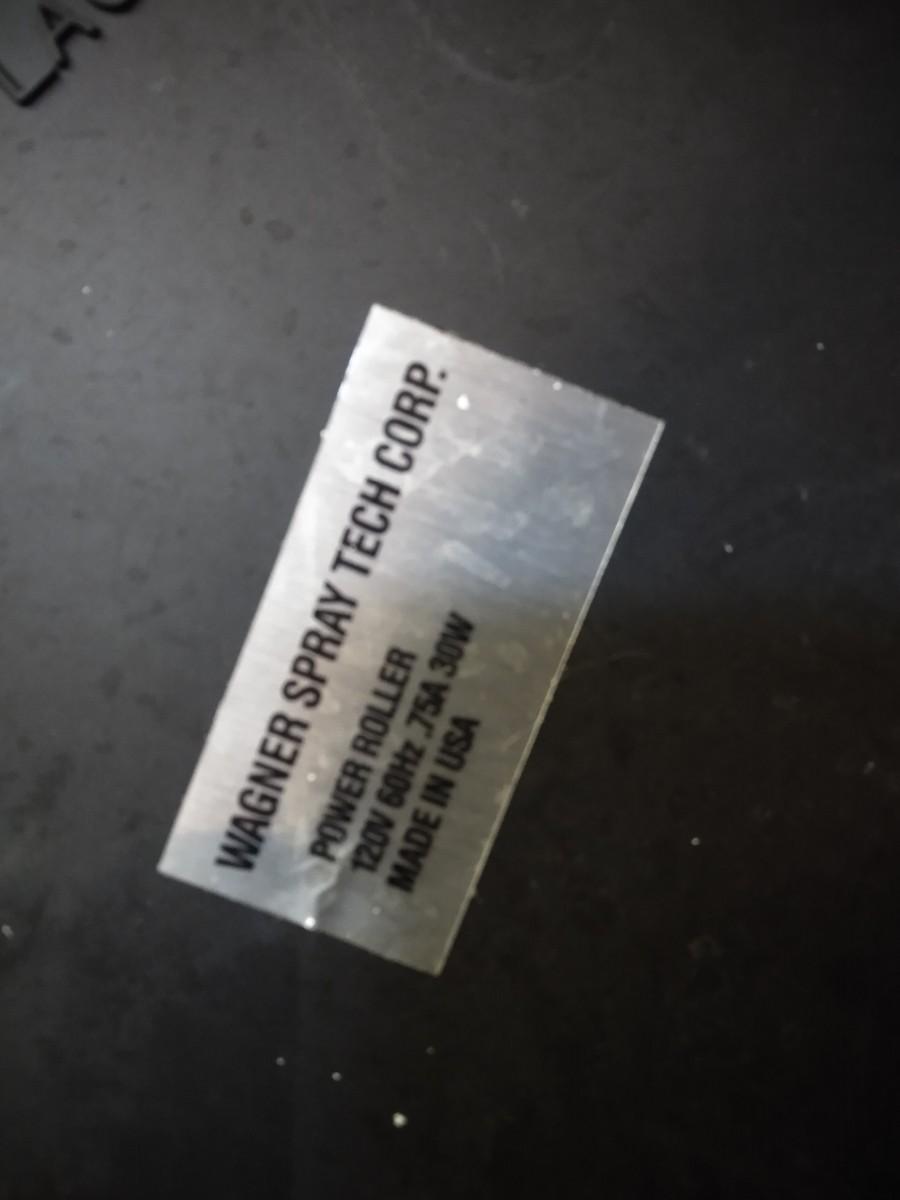 WAGNER SPRAY TECH CORP.
POWER ROLLER
120V 60Hz .75A 30W
MADE IN USA